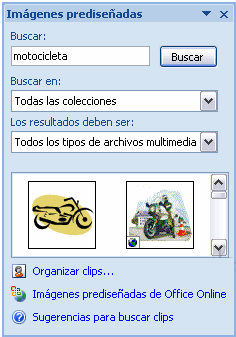 Imágenes prediseñadas
Buscar:
motocicleta
Buscar
Buscar en:
Todas las colecciones
Los resultados deben ser:
Todos los tipos de archivos multimedia
Organizar clips...
Imágenes prediseñadas de Office Online
Sugerencias para buscar clips